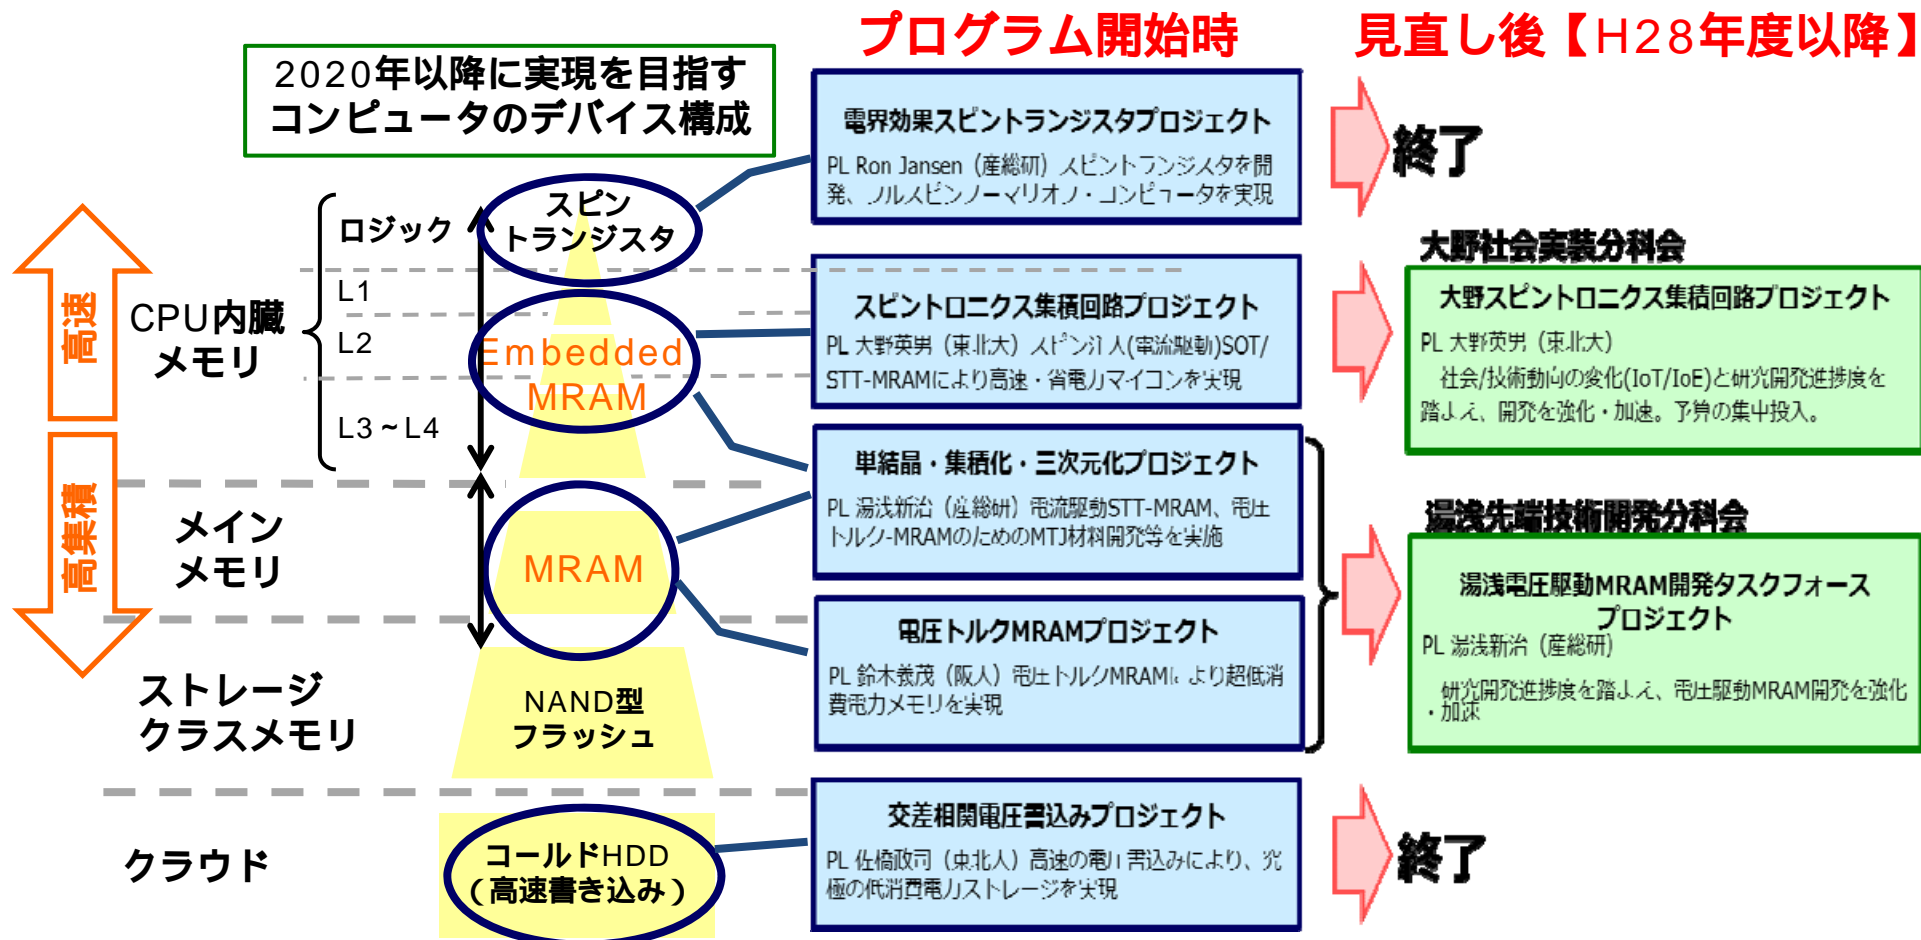 プログラム開始時
見直し後【H28年度以降】
2020年以降に実現を目指す
コンピュータのデバイス構成
電界効果スピントランジスタプロジェクト
PL Ron Jansen（産総研）スピントランジスタを開
発、ノルスピンノーマリオノ・コンピュータを実現
終了
高速
高集積
CPU内臓
メモリ
ロジック
L1
L2
L3～L4
スピン
トランジスタ
Embedded
MRAM
スピントロニクス集積回路プロジェクト
PL 大野英男（東北大）スピン注入(電流駆動)SOT/
STT-MRAMにより高速・省電力マイコンを実現
大野社会実装分科会
大野スピントロニクス集積回路プロジェクト
PL 大野英男（東北大）
社会/技術動向の変化(IoT/IoE)と研究開発進捗度を
踏まえ、開発を強化・加速。予算の集中投入。
メイン
メモリ
MRAM
単結晶・集積化・三次元化プロジェクト
PL 湯浅新治（産総研）電流駆動STT-MRAM、電圧
トルク-MRAMのためのMTJ材料開発等を実施
電圧トルクMRAMプロジェクト
PL 鈴木義茂（阪大）電圧トルクMRAMにより超低消
費電力メモリを実現
湯浅先端技術開発分科会
湯浅電圧駆動MRAM開発タスクフォース
プロジェクト
PL 湯浅新治（産総研）
研究開発進捗度を踏まえ、電圧駆動MRAM開発を強化
・加速
ストレージ
クラスメモリ
NAND型
フラッシュ
クラウド
コールドHDD
（高速書き込み）
交差相関電圧書込みプロジェクト
PL 佐橋政司（東北大）高速の電圧書込みにより、究
極の低消費電力ストレージを実現
終了